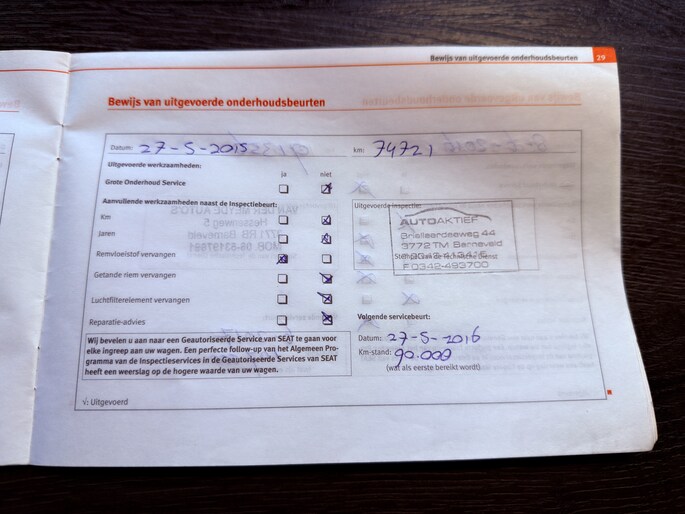 Bewijs van uitgevoerde onderhoudsbeurten 29
Bewijs van uitgevoerde onderhoudsbeurten
Datum: 27-5-2015 km: 74721
Uitgevoerde werkzaamheden:
ja niet
Grote Onderhoud Service
Aanvullende werkzaamheden naast de Inspectiebeurt:
Km
Jaren
Remvloeistof vervangen
Getande riem vervangen
Luchtfilterelement vervangen
Reparatie-advies
Uitgevoerde inspectie:
AUTOAKTIEF
Briellaerdseweg 44
3772 TM Barneveld
Stempel van de Technische Dienst
F 0342-493700
Volgende servicebeurt:
Datum: 27-5-2016
Km-stand: 90.000
(wat als eerste bereikt wordt)
Wij bevelen u aan naar een Geautoriseerde Service van SEAT te gaan voor
elke ingreep aan uw wagen. Een perfecte follow-up van het Algemeen Pro-
gramma van de Inspectieservices in de Geautoriseerde Services van SEAT
heeft een weerslag op de hogere waarde van uw wagen.
√: Uitgevoerd